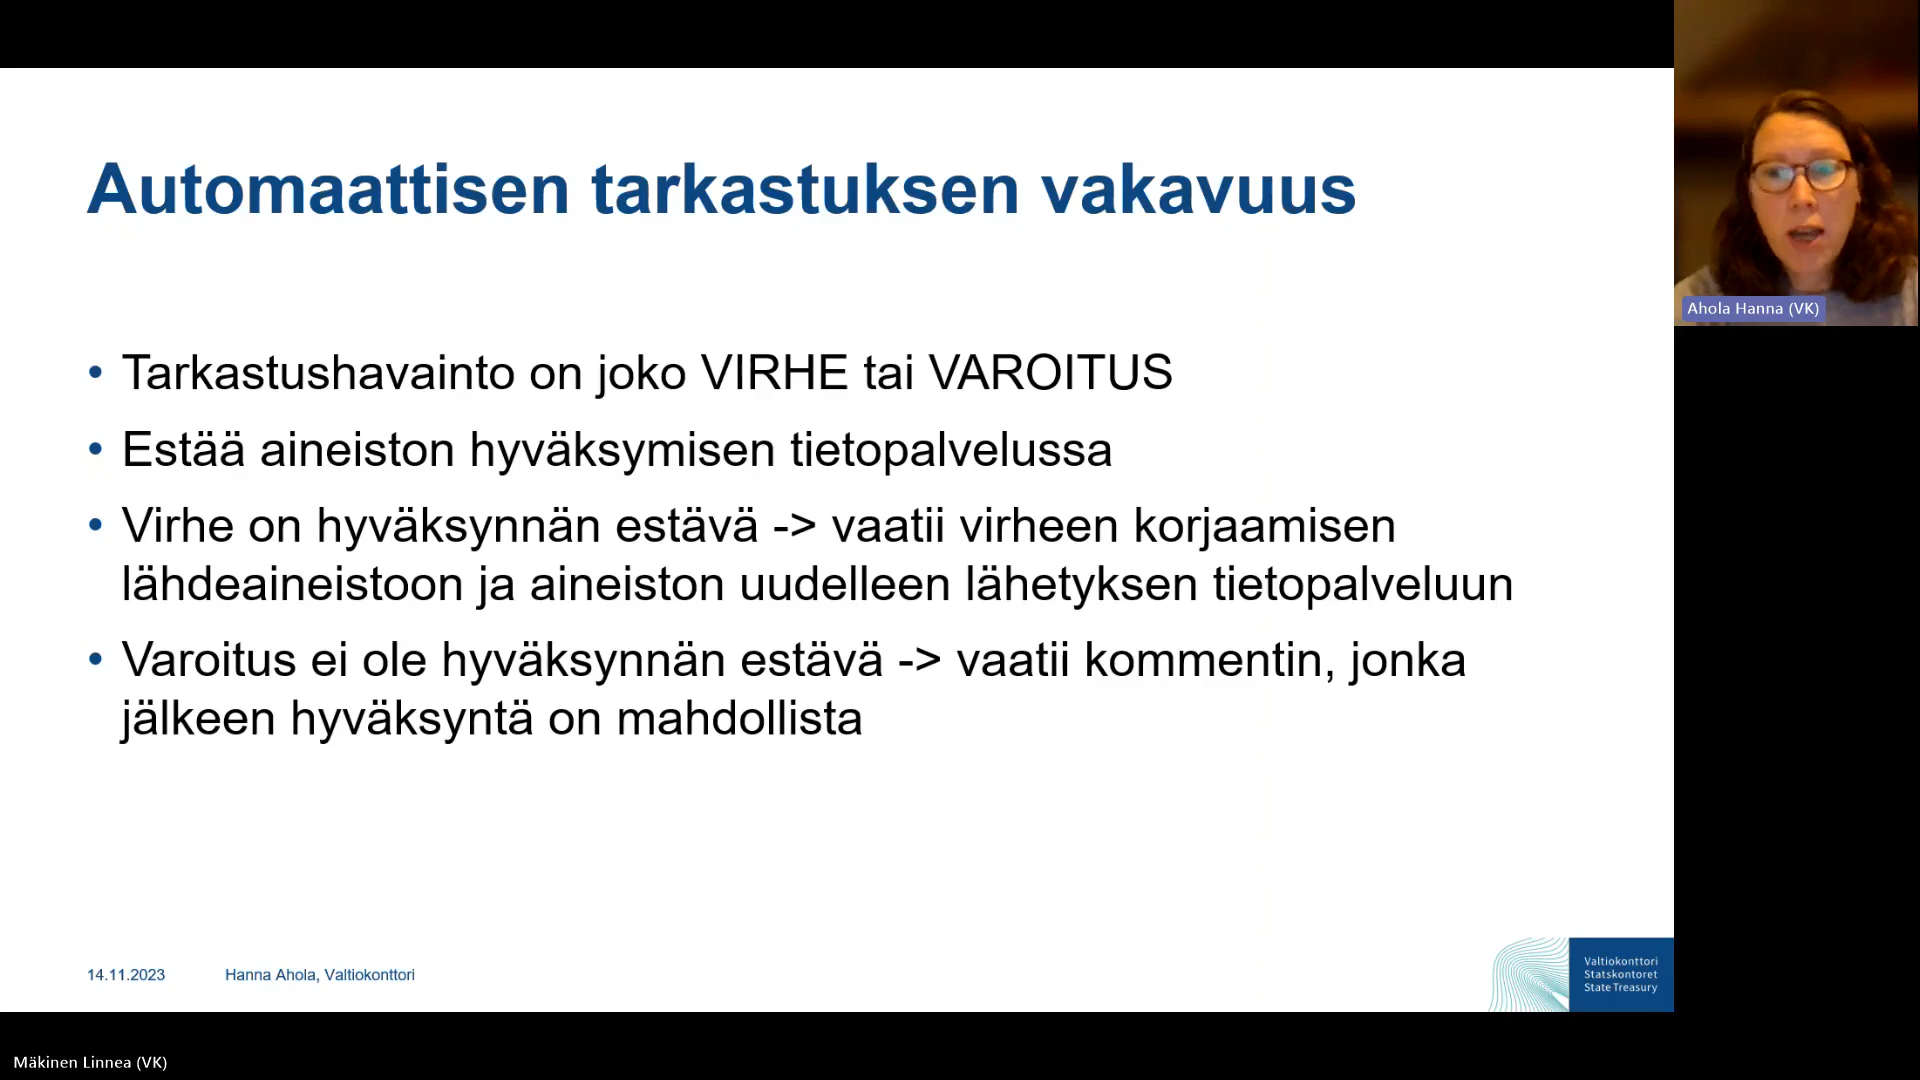 Automaattisen tarkastuksen vakavuus
• Tarkastushavainto on joko VIRHE tai VAROITUS
• Estää aineiston hyväksymisen tietopalvelussa
• Virhe on hyväksynnän estävä -> vaatii virheen korjaamisen
lähdeaineistoon ja aineiston uudelleen lähetyksen tietopalveluun
• Varoitus ei ole hyväksynnän estävä -> vaatii kommentin, jonka
jälkeen hyväksyntä on mahdollista
14.11.2023 Hanna Ahola, Valtiokonttori
Valtiokonttori
Statskontoret
State Treasury
Ahola Hanna (VK)
Mäkinen Linnea (VK)